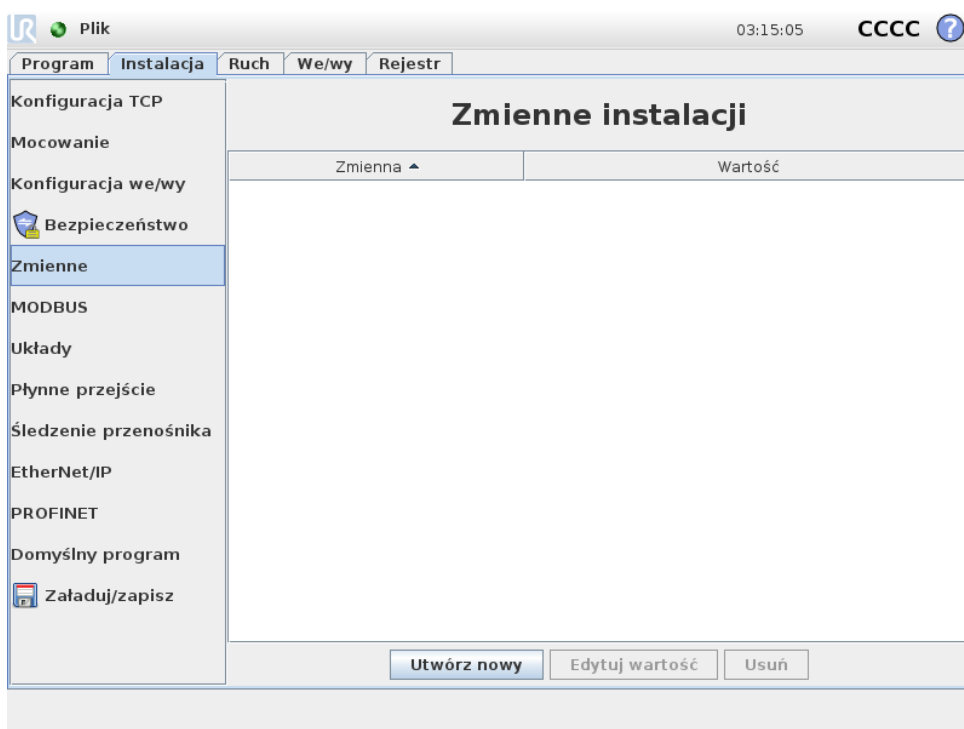 UR Plik 03:15:05 CCCC ?
Program Instalacja Ruch We/wy Rejestr
Konfiguracja TCP
Mocowanie
Konfiguracja we/wy
Bezpieczeństwo
Zmienne
MODBUS
Układy
Płynne przejście
Śledzenie przenośnika
EtherNet/IP
PROFINET
Domyślny program
Załaduj/zapisz
Zmienne instalacji
Zmienna Wartość
Utwórz nowy Edytuj wartość Usuń